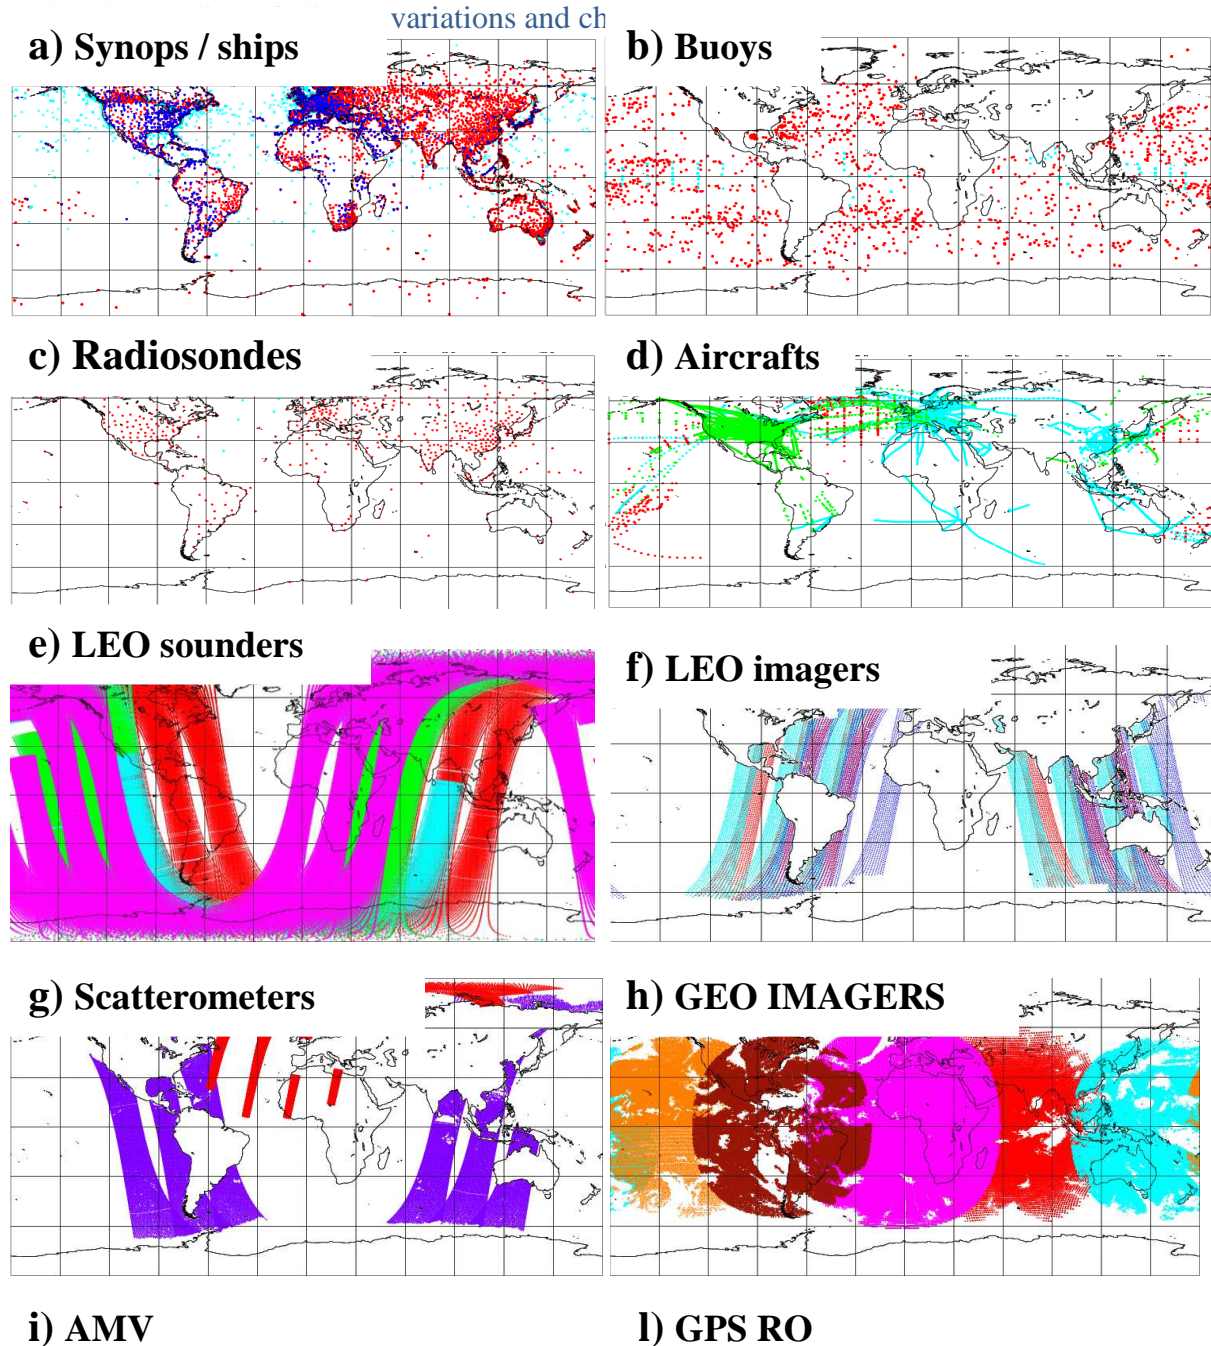 variations and ch
a) Synops / ships
b) Buoys
c) Radiosondes
d) Aircrafts
e) LEO sounders
f) LEO imagers
g) Scatterometers
h) GEO IMAGERS
i) AMV
l) GPS RO